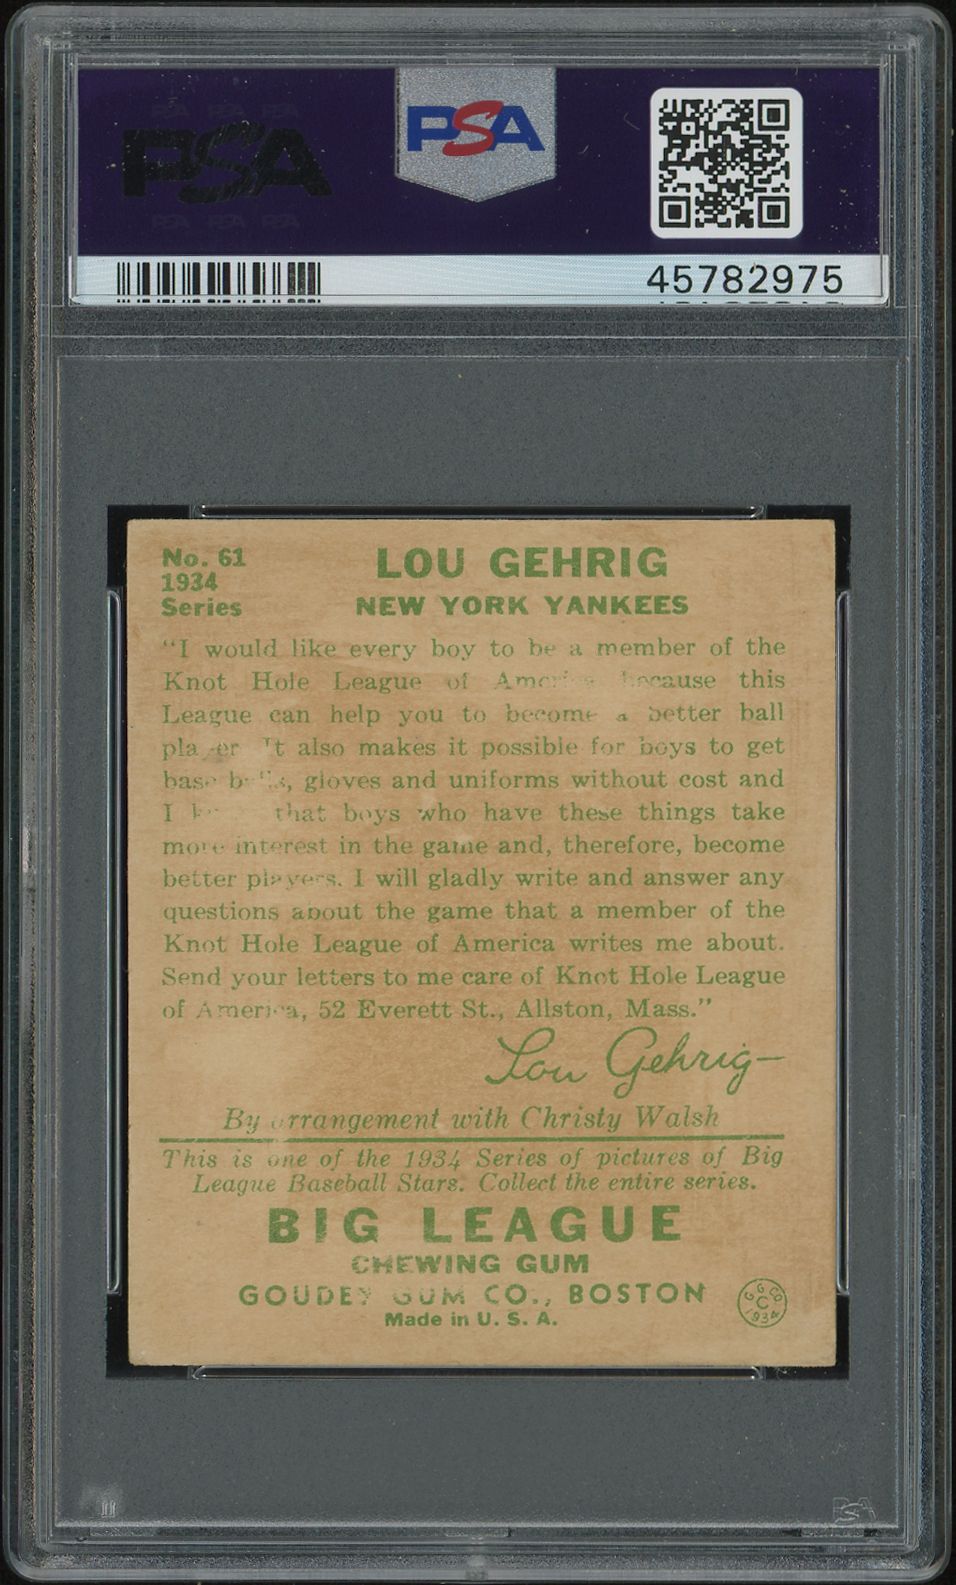 PSA
PSA
45782975
No. 61
1934
Series
LOU GEHRIG
NEW YORK YANKEES
"I would like every boy to be a member of the
Knot Hole League of America because this
League can help you to become a better ball
player It also makes it possible for boys to get
base balls, gloves and uniforms without cost and
I that boys who have these things take
more interest in the game and, therefore, become
better players. I will gladly write and answer any
questions about the game that a member of the
Knot Hole League of America writes me about.
Send your letters to me care of Knot Hole League
of America, 52 Everett St., Allston, Mass."
Lou Gehrig
By arrangement with Christy Walsh
This is one of the 1934 Series of pictures of Big
League Baseball Stars. Collect the entire series.
BIG LEAGUE
CHEWING GUM
GOUDEY GUM CO., BOSTON
Made in U. S. A.
G G CO
C
1934
PSA